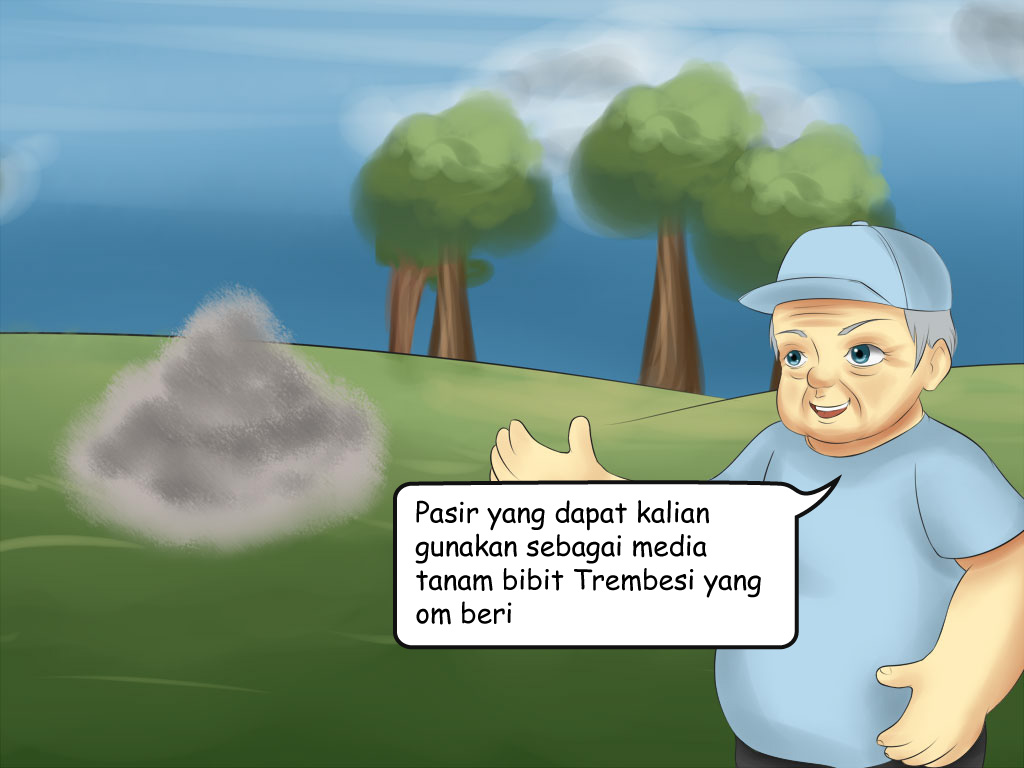 Pasir yang dapat kalian
gunakan sebagai media
tanam bibit Trembesi yang
om beri